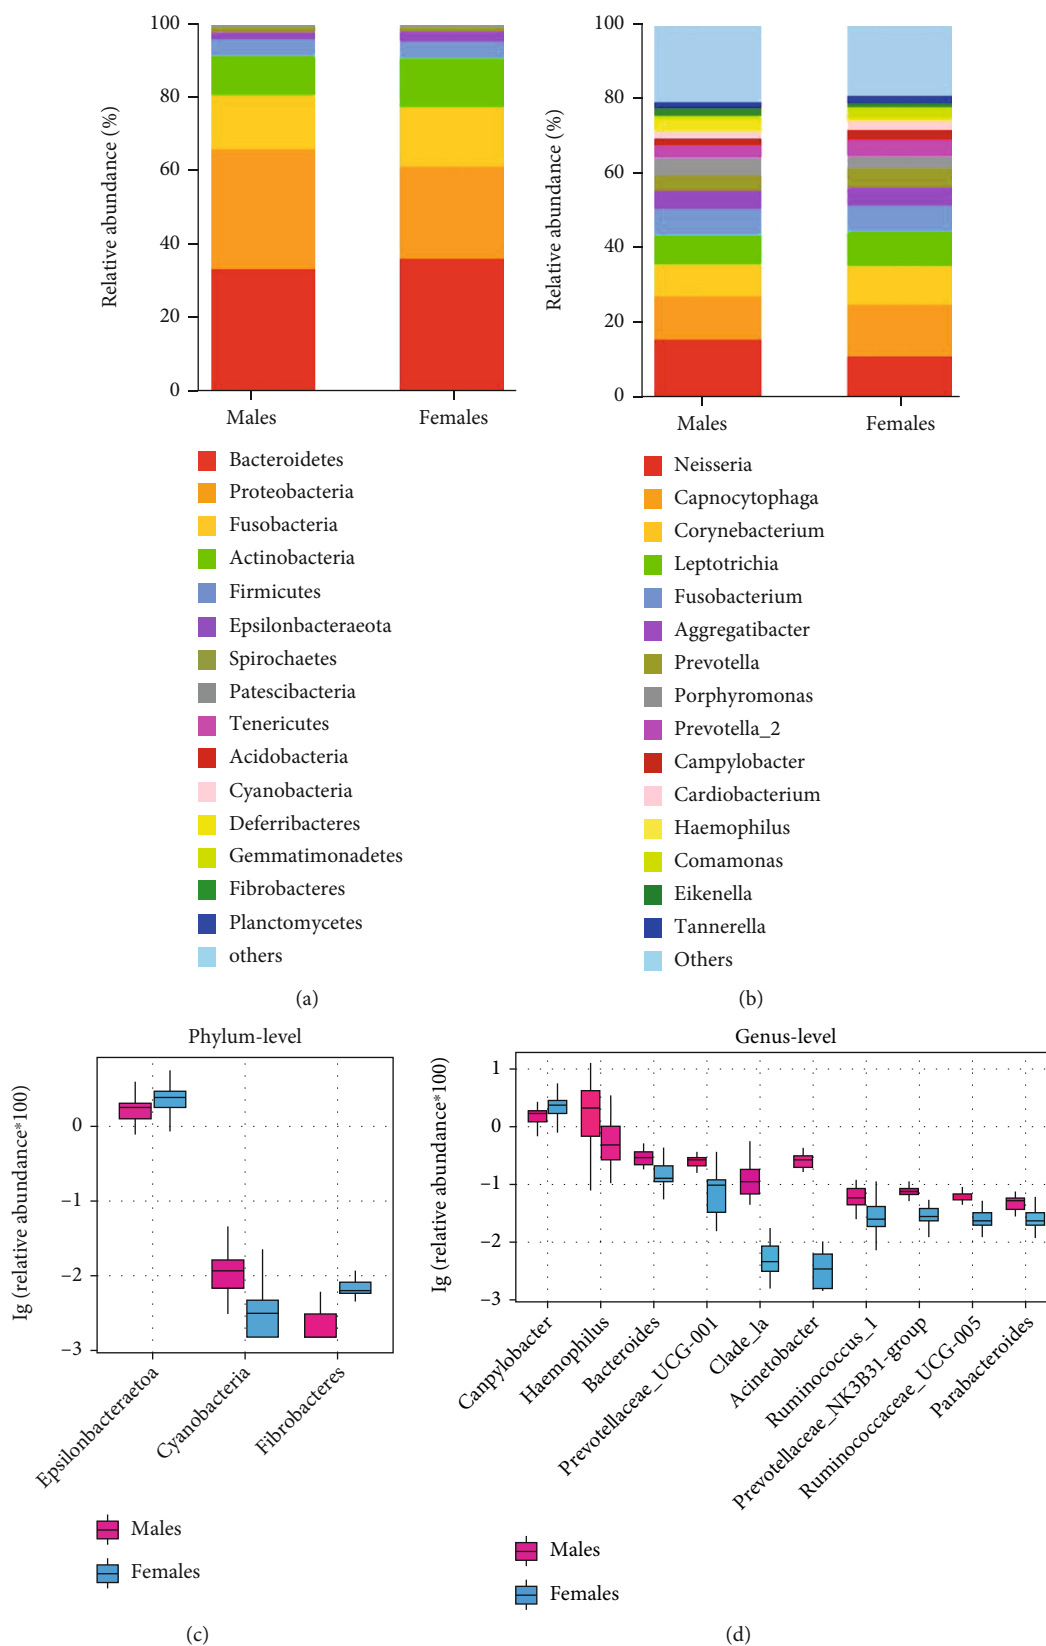 100
80
60
40
20
0
Relative abundance (%)
Males
Females
Bacteroidetes
Proteobacteria
Fusobacteria
Actinobacteria
Firmicutes
Epsilonbacteraeota
Spirochaetes
Patescibacteria
Tenericutes
Acidobacteria
Cyanobacteria
Deferribacteres
Gemmatimonadetes
Fibrobacteres
Planctomycetes
others
(a)
100
80
60
40
20
0
Relative abundance (%)
Males
Females
Neisseria
Capnocytophaga
Corynebacterium
Leptotrichia
Fusobacterium
Aggregatibacter
Prevotella
Porphyromonas
Prevotella_2
Campylobacter
Cardiobacterium
Haemophilus
Comamonas
Eikenella
Tannerella
Others
(b)
Phylum-level
0
−1
−2
−3
Ig (relative abundance*100)
Epsilonbacteraetoa
Cyanobacteria
Fibrobacteres
Males
Females
(c)
Genus-level
1
0
−1
−2
−3
Ig (relative abundance*100)
Canpylobacter
Haemophilus
Bacteroides
Prevotellaceae_UCG-001
Clade_la
Acinetobacter
Ruminococcus_1
Prevotellaceae_NK3B31-group
Ruminococcaceae_UCG-005
Parabacteroides
Males
Females
(d)